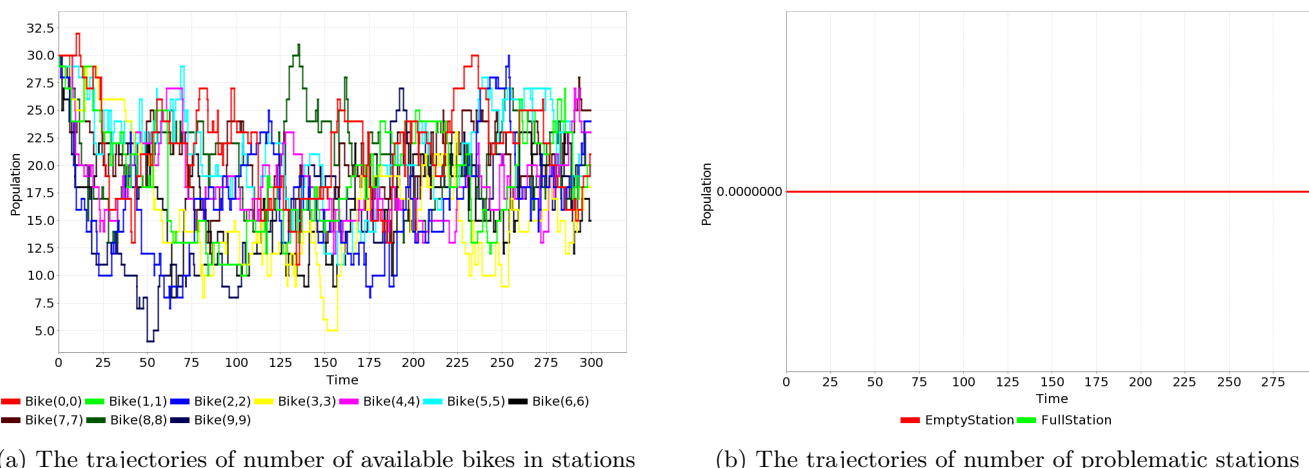 32.5
30.0
27.5
25.0
22.5
20.0
17.5
15.0
12.5
10.0
7.5
5.0
Population
0 25 50 75 100 125 150 175 200 225 250 275 300
Time
Bike(0,0) Bike(1,1) Bike(2,2) Bike(3,3) Bike(4,4) Bike(5,5) Bike(6,6)
Bike(7,7) Bike(8,8) Bike(9,9)
(a) The trajectories of number of available bikes in stations
Population
0.0000000
0 25 50 75 100 125 150 175 200 225 250 275
Time
EmptyStation FullStation
(b) The trajectories of number of problematic stations